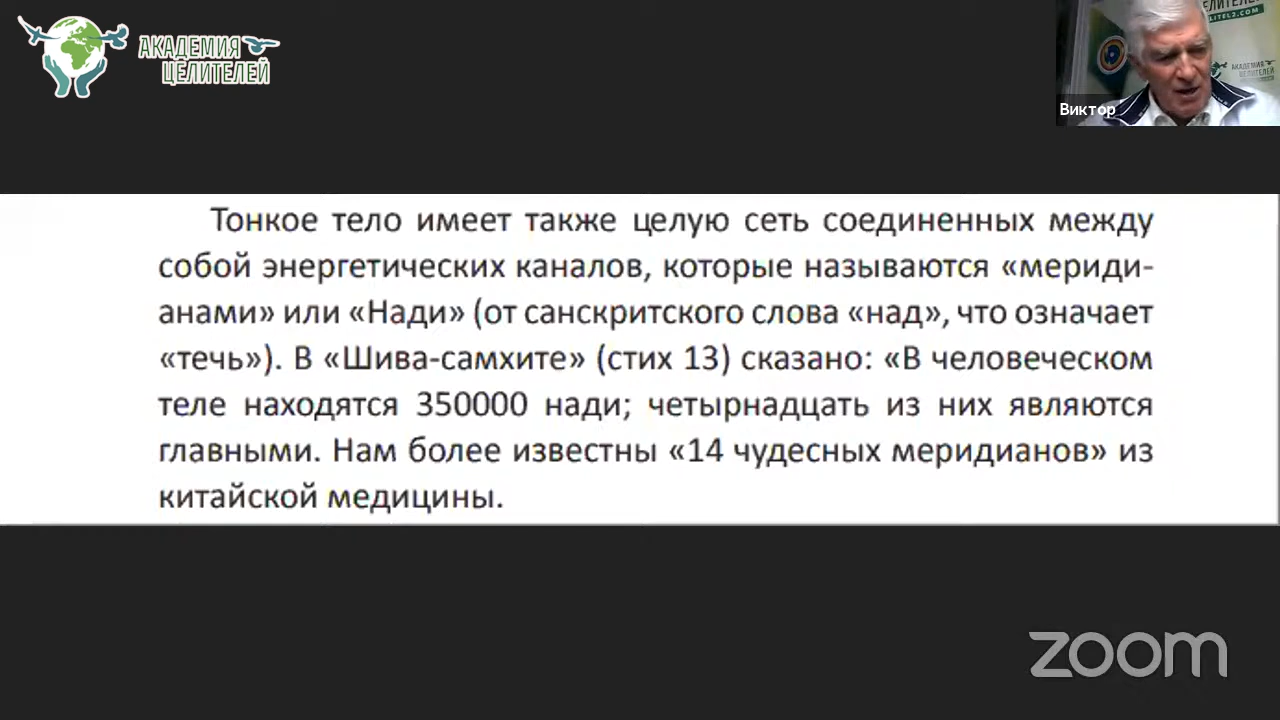 АКАДЕМИЯ
ЦЕЛИТЕЛЕЙ
Виктор
Тонкое тело имеет также целую сеть соединенных между
собой энергетических каналов, которые называются «мериди-
анами» или «Нади» (от санскритского слова «над», что означает
«течь»). В «Шива-самхите» (стих 13) сказано: «В человеческом
теле находятся 350000 нади; четырнадцать из них являются
главными. Нам более известны «14 чудесных меридианов» из
китайской медицины.
zoom